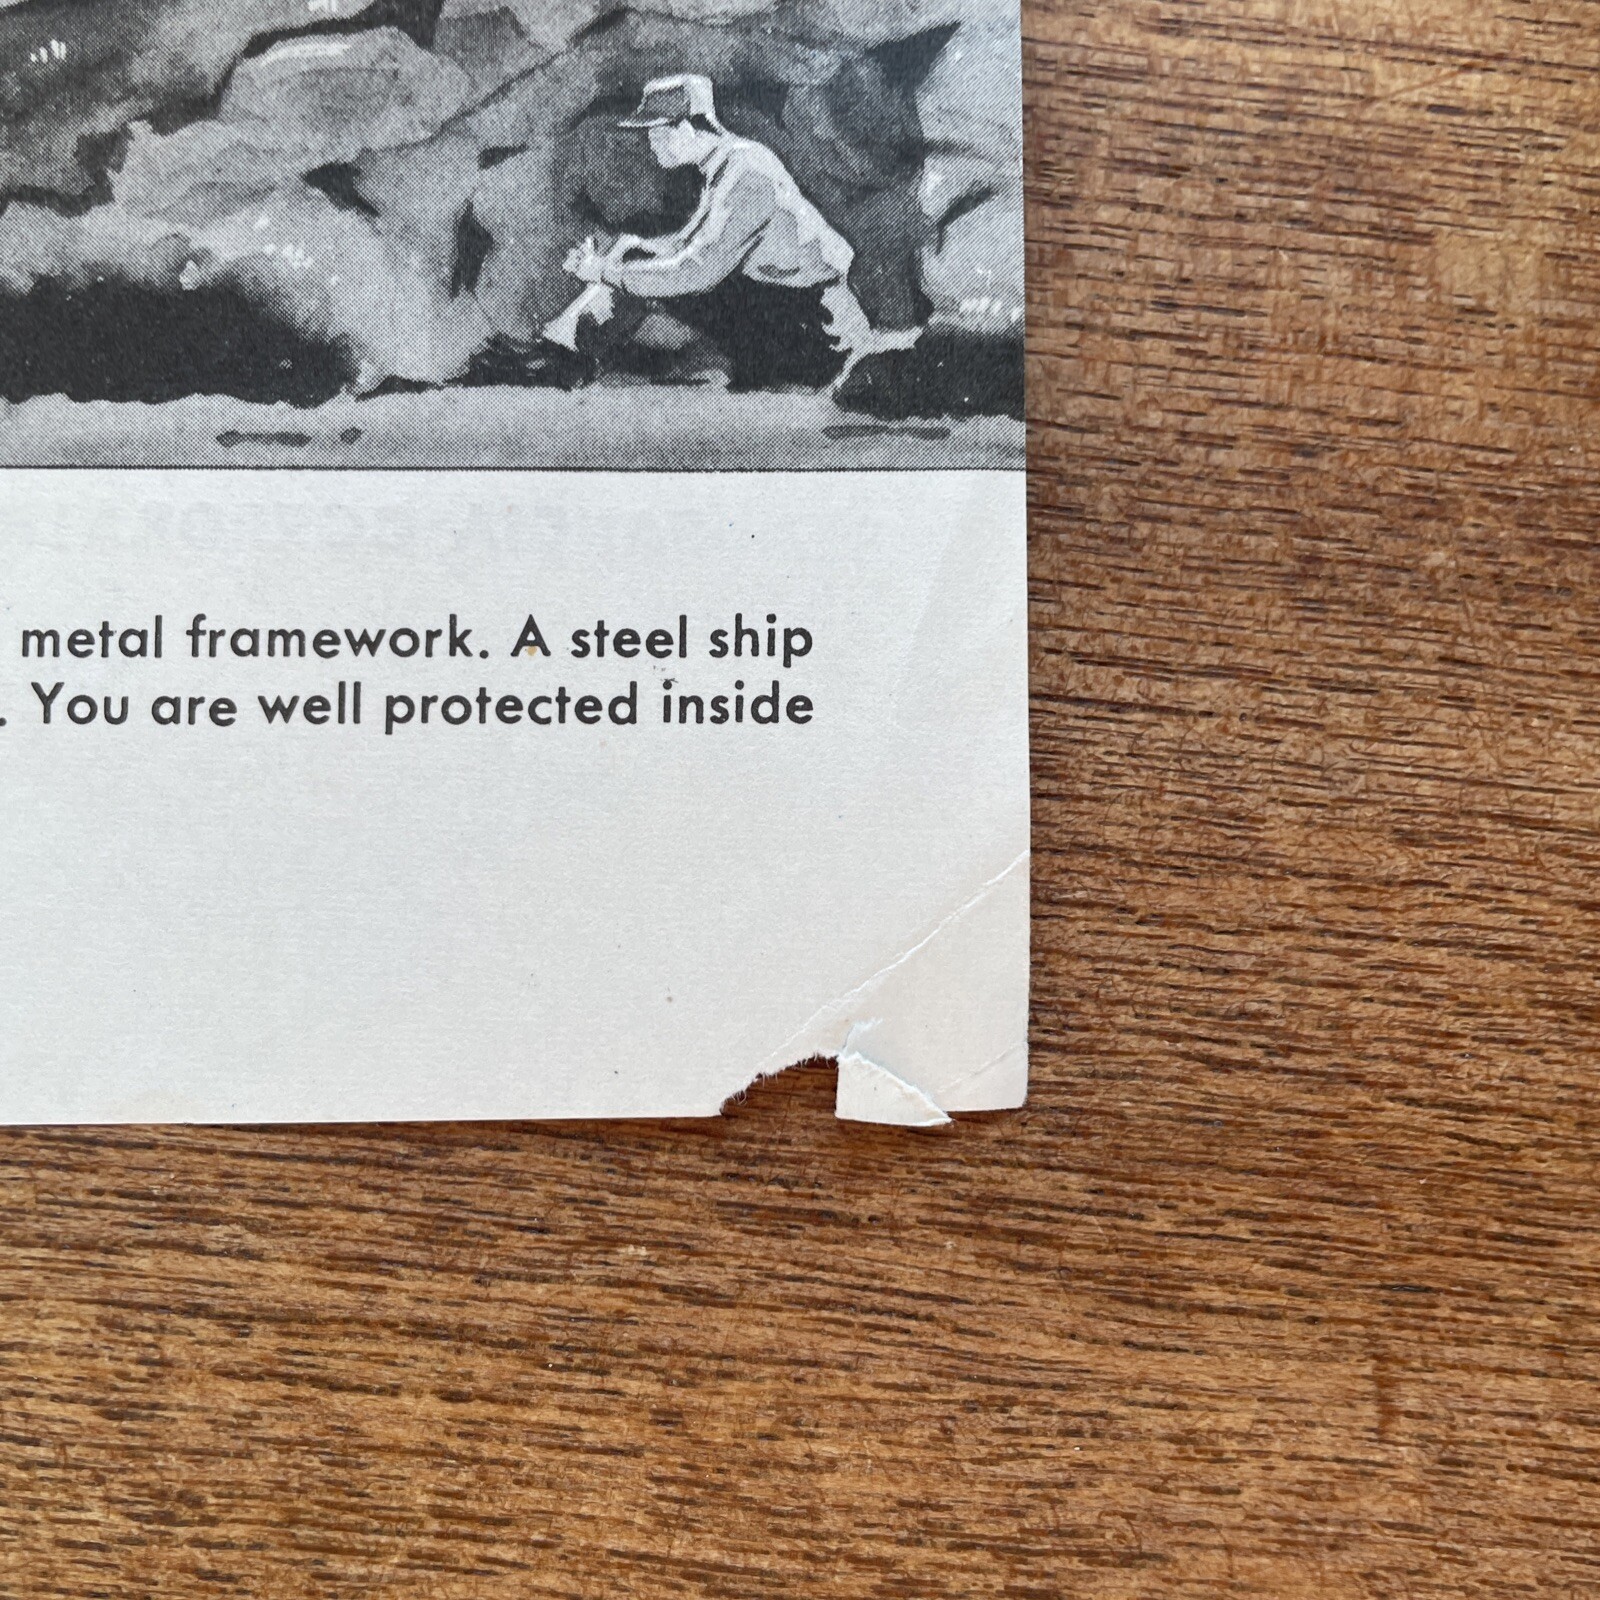 metal framework. A steel ship
. You are well protected inside